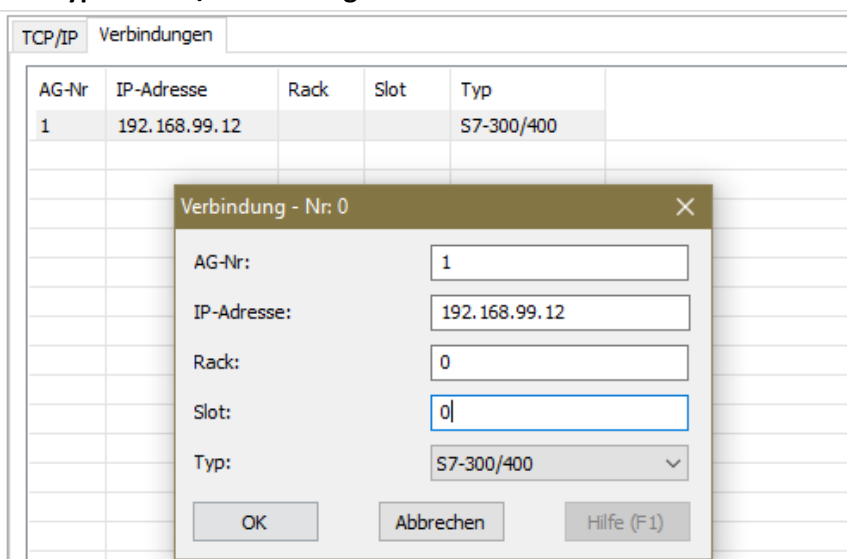 TCP/IP Verbindungen
AG-Nr IP-Adresse Rack Slot Typ
1 192.168.99.12 S7-300/400
Verbindung - Nr: 0
AG-Nr: 1
IP-Adresse: 192.168.99.12
Rack: 0
Slot: 0
Typ: S7-300/400
OK Abbrechen Hilfe (F1)